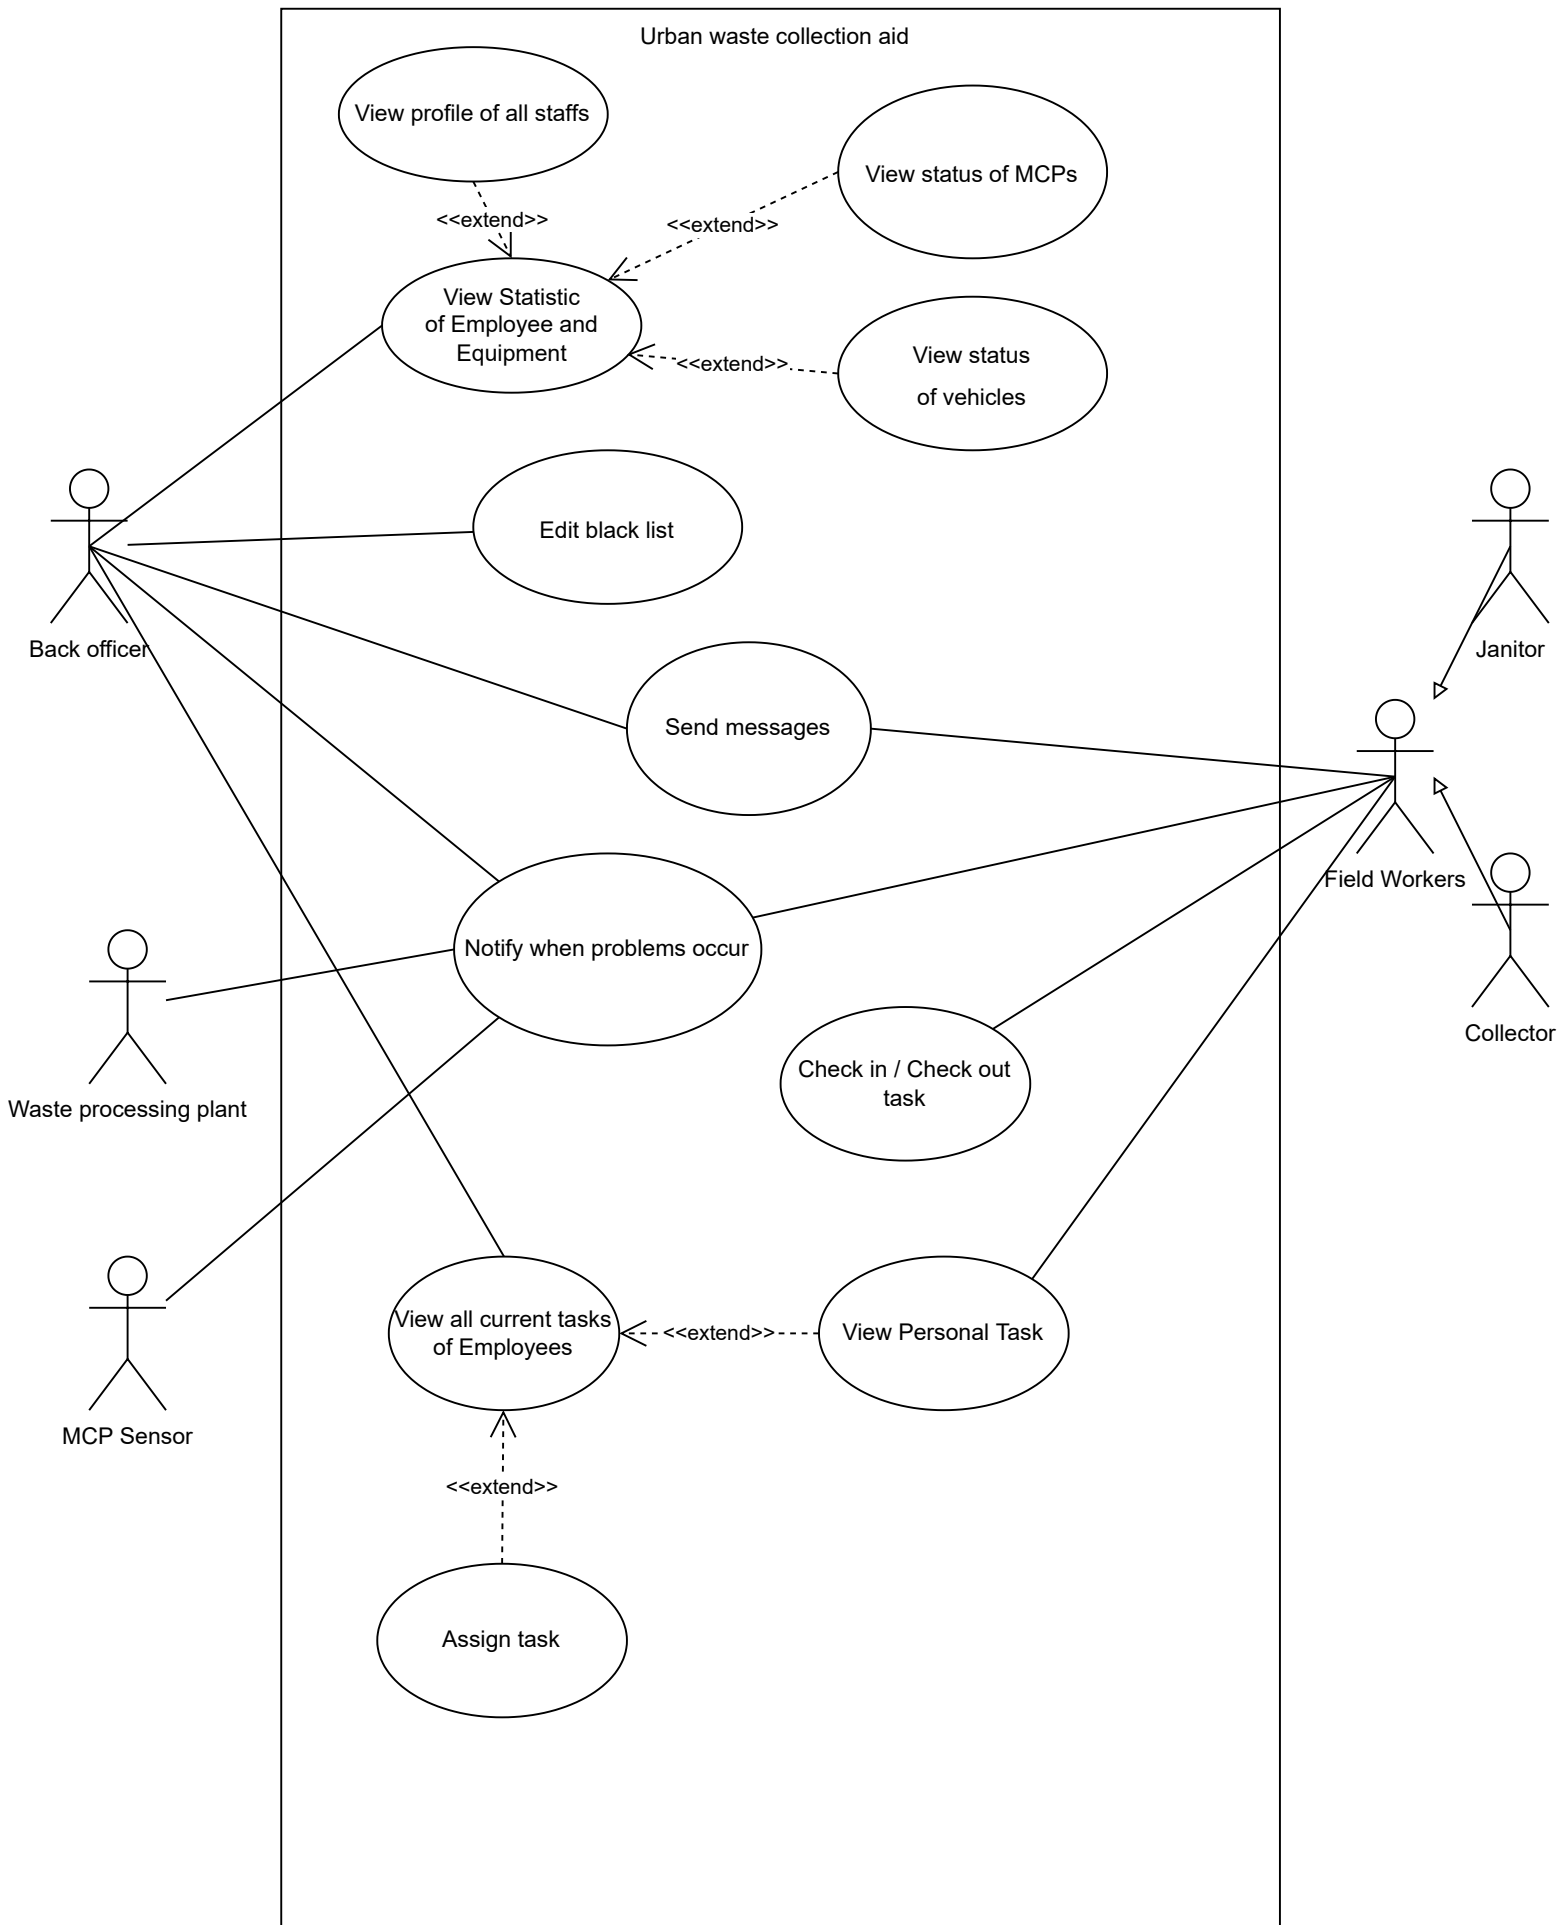 Urban waste collection aid
View profile of all staffs
View status of MCPs
<<extend>>
<<extend>>
View Statistic
of Employee and
Equipment
<<extend>>
View status
of vehicles
Edit black list
Back officer
Janitor
Send messages
Field Workers
Notify when problems occur
Collector
Check in / Check out
task
Waste processing plant
View all current tasks
of Employees
<<extend>>
View Personal Task
MCP Sensor
<<extend>>
Assign task